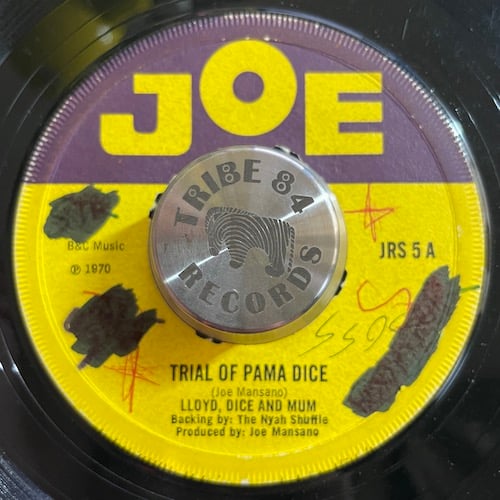 JOE
TRIBE 84
RECORDS
B&C Music
℗ 1970
JRS 5 A
TRIAL OF PAMA DICE
(Joe Mansano)
LLOYD, DICE AND MUM
Backing by: The Nyah Shuffle
Produced by: Joe Mansano